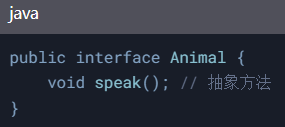 java
public interface Animal {
    void speak(); // 抽象方法
}